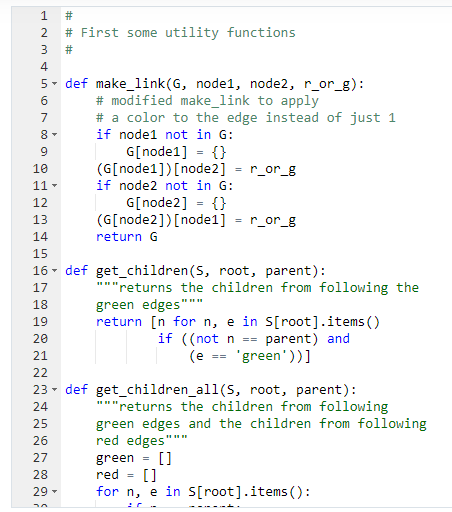 1 #
2 # First some utility functions
3 #
4
5 def make_link(G, node1, node2, r_or_g):
6     # modified make_link to apply
7     # a color to the edge instead of just 1
8     if node1 not in G:
9         G[node1] = {}
10     (G[node1])[node2] = r_or_g
11     if node2 not in G:
12         G[node2] = {}
13     (G[node2])[node1] = r_or_g
14     return G
15
16 def get_children(S, root, parent):
17     """returns the children from following the
18     green edges"""
19     return [n for n, e in S[root].items()
20             if ((not n == parent) and
21                 (e == 'green'))]
22
23 def get_children_all(S, root, parent):
24     """returns the children from following
25     green edges and the children from following
26     red edges"""
27     green = []
28     red = []
29     for n, e in S[root].items():